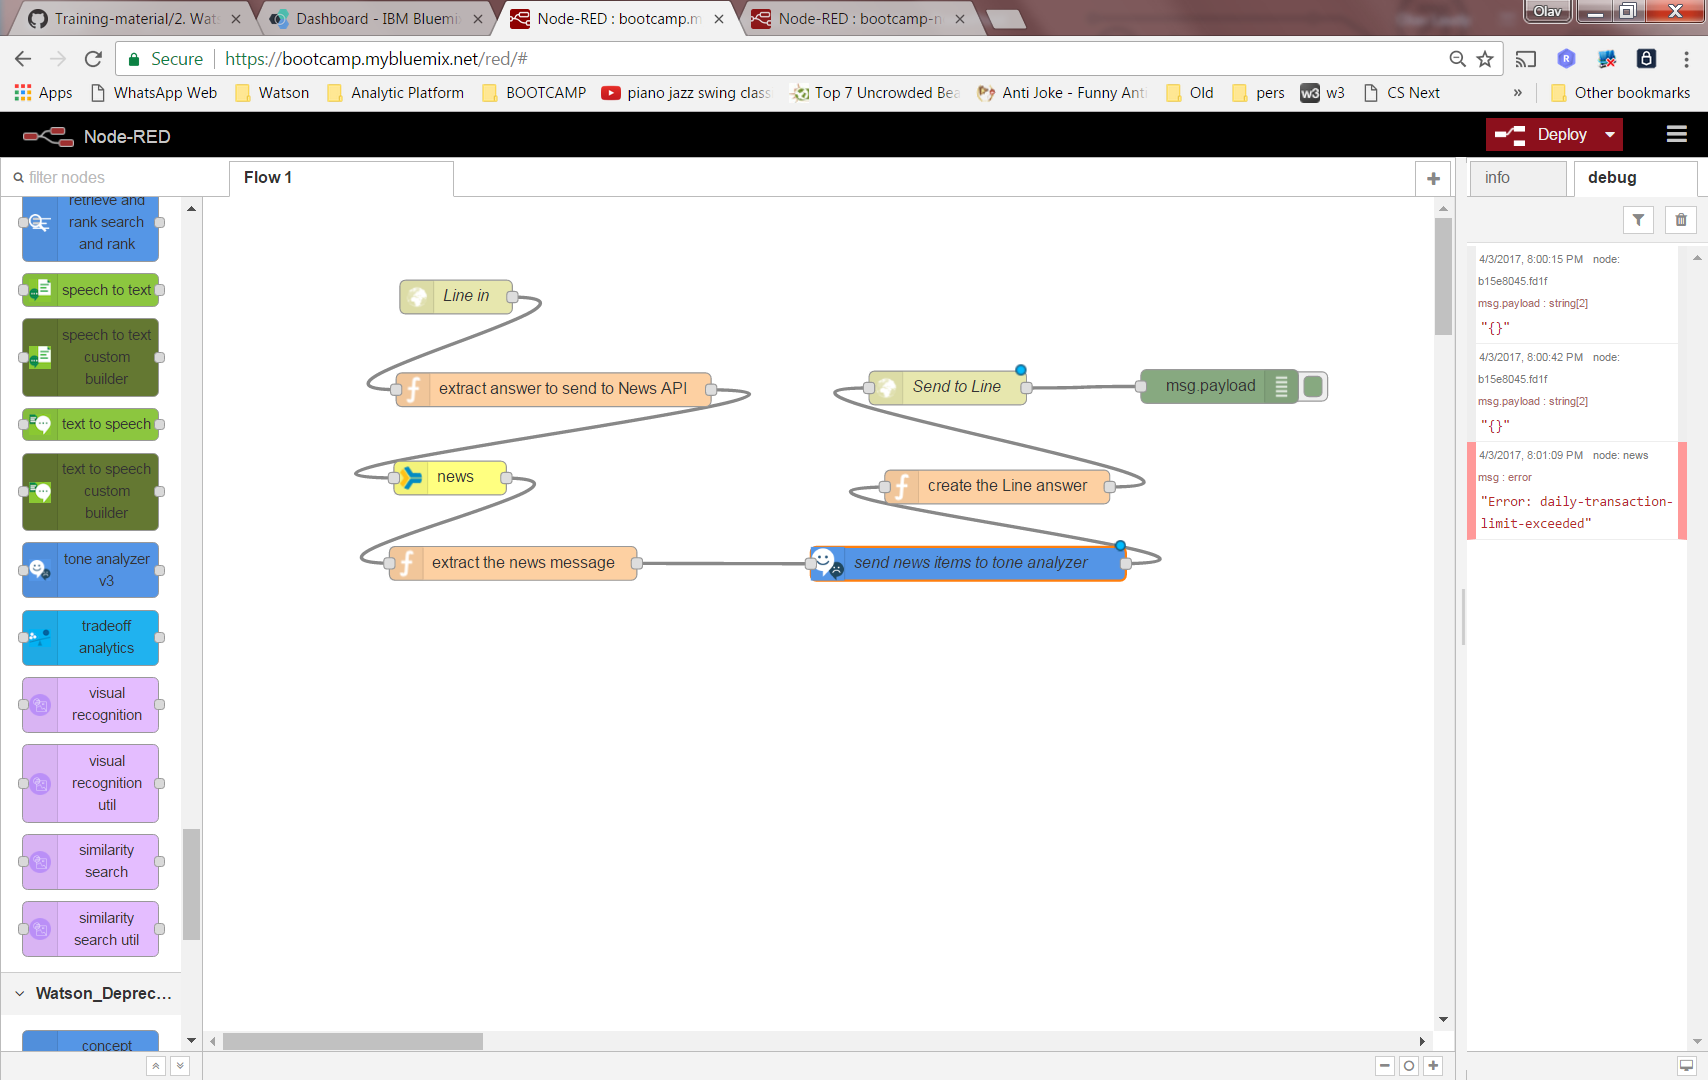 Training-material/2. Wats
Dashboard - IBM Bluemi
Node-RED : bootcamp.m
Node-RED : bootcamp-n
Olav
Secure
https://bootcamp.mybluemix.net/red/#
Apps
WhatsApp Web
Watson
Analytic Platform
BOOTCAMP
piano jazz swing class
Top 7 Uncrowded Bea
Anti Joke - Funny Anti
Old
pers
w3 w3
CS Next
»
Other bookmarks
Node-RED
Deploy
filter nodes
Flow 1
info
debug
retrieve and
rank search
and rank
speech to text
speech to text
custom
builder
text to speech
text to speech
custom
builder
tone analyzer
v3
tradeoff
analytics
visual
recognition
visual
recognition
util
similarity
search
similarity
search util
Watson_Deprec...
concept
Line in
extract answer to send to News API
news
extract the news message
Send to Line
msg.payload
create the Line answer
send news items to tone analyzer
4/3/2017, 8:00:15 PM node:
b15e8045.fd1f
msg.payload : string[2]
"{}"
4/3/2017, 8:00:42 PM node:
b15e8045.fd1f
msg.payload : string[2]
"{}"
4/3/2017, 8:01:09 PM node: news
msg : error
"Error: daily-transaction-
limit-exceeded"